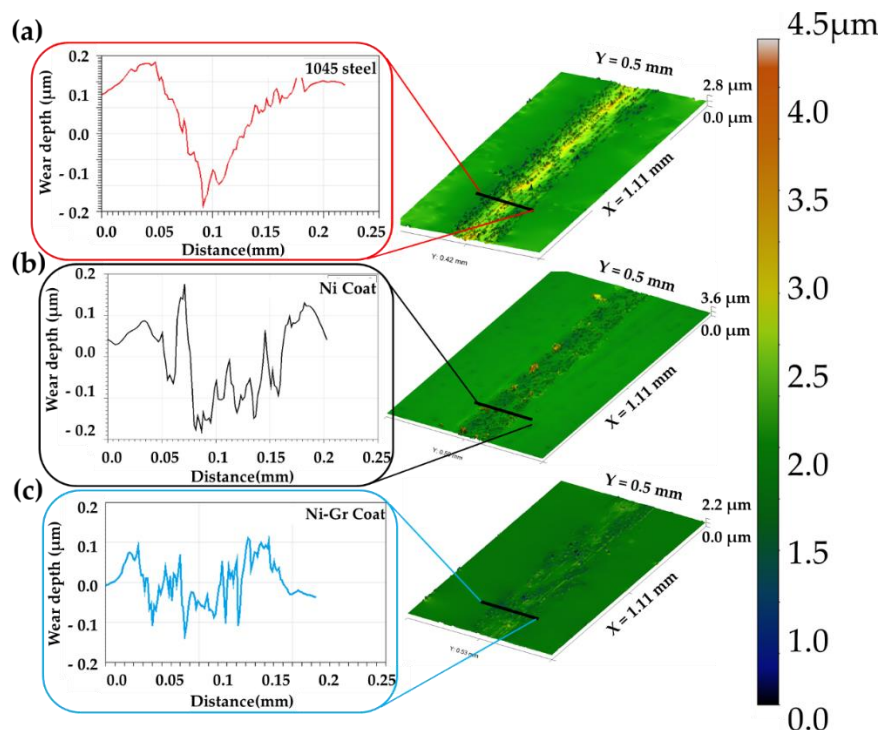 (a)
1045 steel
Wear depth (μm)
0.2
0.1
0.0
- 0.1
- 0.2
0.0 0.05 0.1 0.15 0.2 0.25
Distance(mm)
Y = 0.5 mm
2.8 μm
0.0 μm
X = 1.11 mm
Y: 0.42 mm
(b)
Ni Coat
Wear depth (μm)
0.2
0.1
0.0
- 0.1
- 0.2
0.0 0.05 0.1 0.15 0.2 0.25
Distance(mm)
Y = 0.5 mm
3.6 μm
0.0 μm
X = 1.11 mm
(c)
Ni-Gr Coat
Wear depth (μm)
0.2
0.1
0.0
- 0.1
- 0.2
0.0 0.05 0.1 0.15 0.2 0.25
Distance(mm)
Y = 0.5 mm
2.2 μm
0.0 μm
X = 1.11 mm
Y: 0.53 mm
4.5μm
4.0
3.5
3.0
2.5
2.0
1.5
1.0
0.0